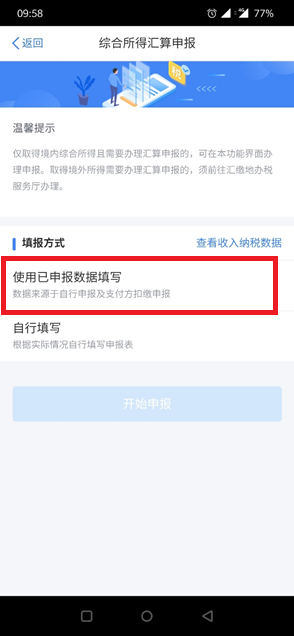 09:58
77%
返回
综合所得汇算申报
税
温馨提示
仅取得境内综合所得且需要办理汇算申报的，可在本功能界面办
理申报。取得境外所得需要办理汇算申报的，须前往汇缴地办税
服务厅办理。
填报方式
查看收入纳税数据
使用已申报数据填写
数据来源于自行申报及支付方扣缴申报
自行填写
根据实际情况自行填写申报表
开始申报